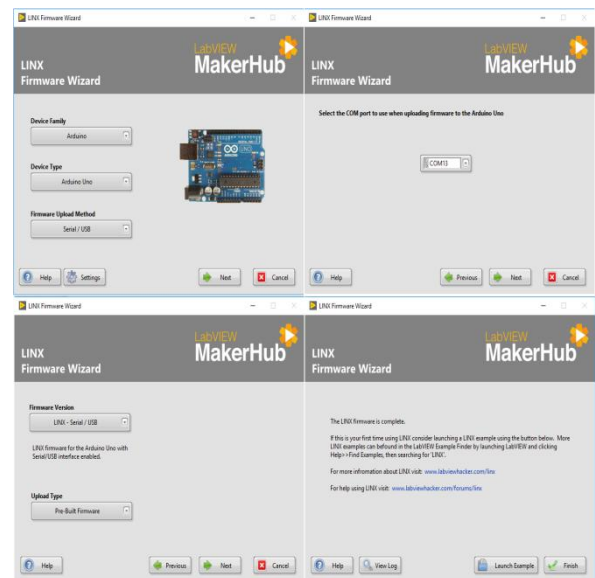 LINX Firmware Wizard
LINX
Firmware Wizard
LabVIEW
MakerHub
Device Family
Arduino
Device Type
Arduino Uno
Firmware Upload Method
Serial / USB
UNO
Help
Settings
Next
Cancel
LINX Firmware Wizard
LINX
Firmware Wizard
LabVIEW
MakerHub
Select the COM port to use when uploading firmware to the Arduino Uno
COM15
Help
Previous
Next
Cancel
LINX Firmware Wizard
LINX
Firmware Wizard
LabVIEW
MakerHub
Firmware Version
LINX - Serial / USB
LINX firmware for the Arduino Uno with
Serial/USB interface enabled.
Upload Type
Pre-Built Firmware
Help
Previous
Next
Cancel
LINX Firmware Wizard
LINX
Firmware Wizard
LabVIEW
MakerHub
The LINX firmware is complete.
If this is your first time using LINX consider launching a LINX example using the button below. More
LINX examples can befound in the LabVIEW Example Finder by launching LabVIEW and clicking
Help>>Find Examples, then searching for 'LINX'.
For more infromation about LINX visit: www.labviewhacker.com/linx
For help using LINX visit: www.labviewhacker.com/forums/linx
Help
View Log
Launch Example
Finish